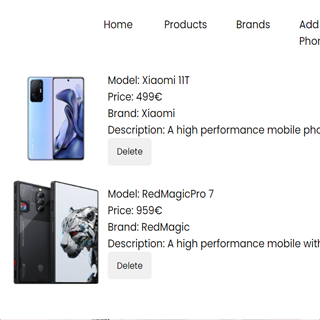 Home Products Brands Add
Phon
Model: Xiaomi 11T
Price: 499€
Brand: Xiaomi
Description: A high performance mobile pho
Delete
Model: RedMagicPro 7
Price: 959€
Brand: RedMagic
Description: A high performance mobile with
Delete